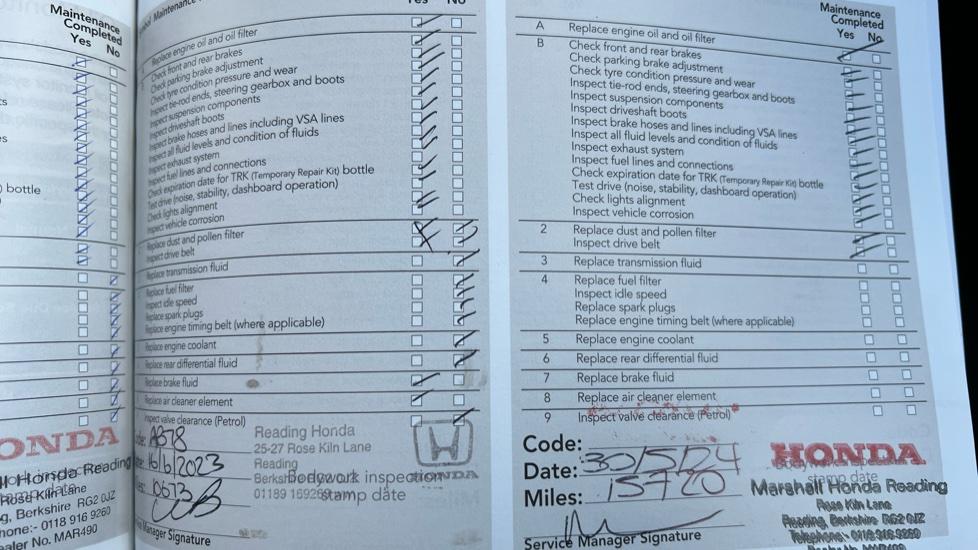 Maintenance
Completed
Yes No
bottle
HONDA
Honda Reading
Rose Kiln Lane
Berkshire RG2 0JZ
hone:- 0118 916 9260
ealer No. MAR490
Maintenance
Yes No
Replace engine oil and oil filter
Check front and rear brakes
Check parking brake adjustment
Check tyre condition pressure and wear
Inspect tie-rod ends, steering gearbox and boots
Inspect suspension components
Inspect driveshaft boots
Inspect brake hoses and lines including VSA lines
Inspect all fluid levels and condition of fluids
Inspect exhaust system
Inspect fuel lines and connections
Check expiration date for TRK (Temporary Repair Kit) bottle
Test drive (noise, stability, dashboard operation)
Check lights alignment
Inspect vehicle corrosion
Replace dust and pollen filter
Inspect drive belt
Replace transmission fluid
Replace fuel filter
Inspect idle speed
Replace spark plugs
Replace engine timing belt (where applicable)
Replace engine coolant
Replace rear differential fluid
Replace brake fluid
Replace air cleaner element
Inspect valve clearance (Petrol)
16/6/2023
Reading Honda
25-27 Rose Kiln Lane
Reading
Bodywork inspection
stamp date
HONDA
Service Manager Signature
Maintenance
Completed
Yes No
A Replace engine oil and oil filter
B Check front and rear brakes
Check parking brake adjustment
Check tyre condition pressure and wear
Inspect tie-rod ends, steering gearbox and boots
Inspect suspension components
Inspect driveshaft boots
Inspect brake hoses and lines including VSA lines
Inspect all fluid levels and condition of fluids
Inspect exhaust system
Inspect fuel lines and connections
Check expiration date for TRK (Temporary Repair Kit) bottle
Test drive (noise, stability, dashboard operation)
Check lights alignment
Inspect vehicle corrosion
2 Replace dust and pollen filter
Inspect drive belt
3 Replace transmission fluid
4 Replace fuel filter
Inspect idle speed
Replace spark plugs
Replace engine timing belt (where applicable)
5 Replace engine coolant
6 Replace rear differential fluid
7 Replace brake fluid
8 Replace air cleaner element
9 Inspect valve clearance (Petrol)
Code:
Date: 30/5/24
Miles: 15720
Service Manager Signature
HONDA
stamp date
Marshall Honda Reading
Rose Kiln Lane
Reading, Berkshire RG2 0JZ
Telephone:- 0118 916 9260